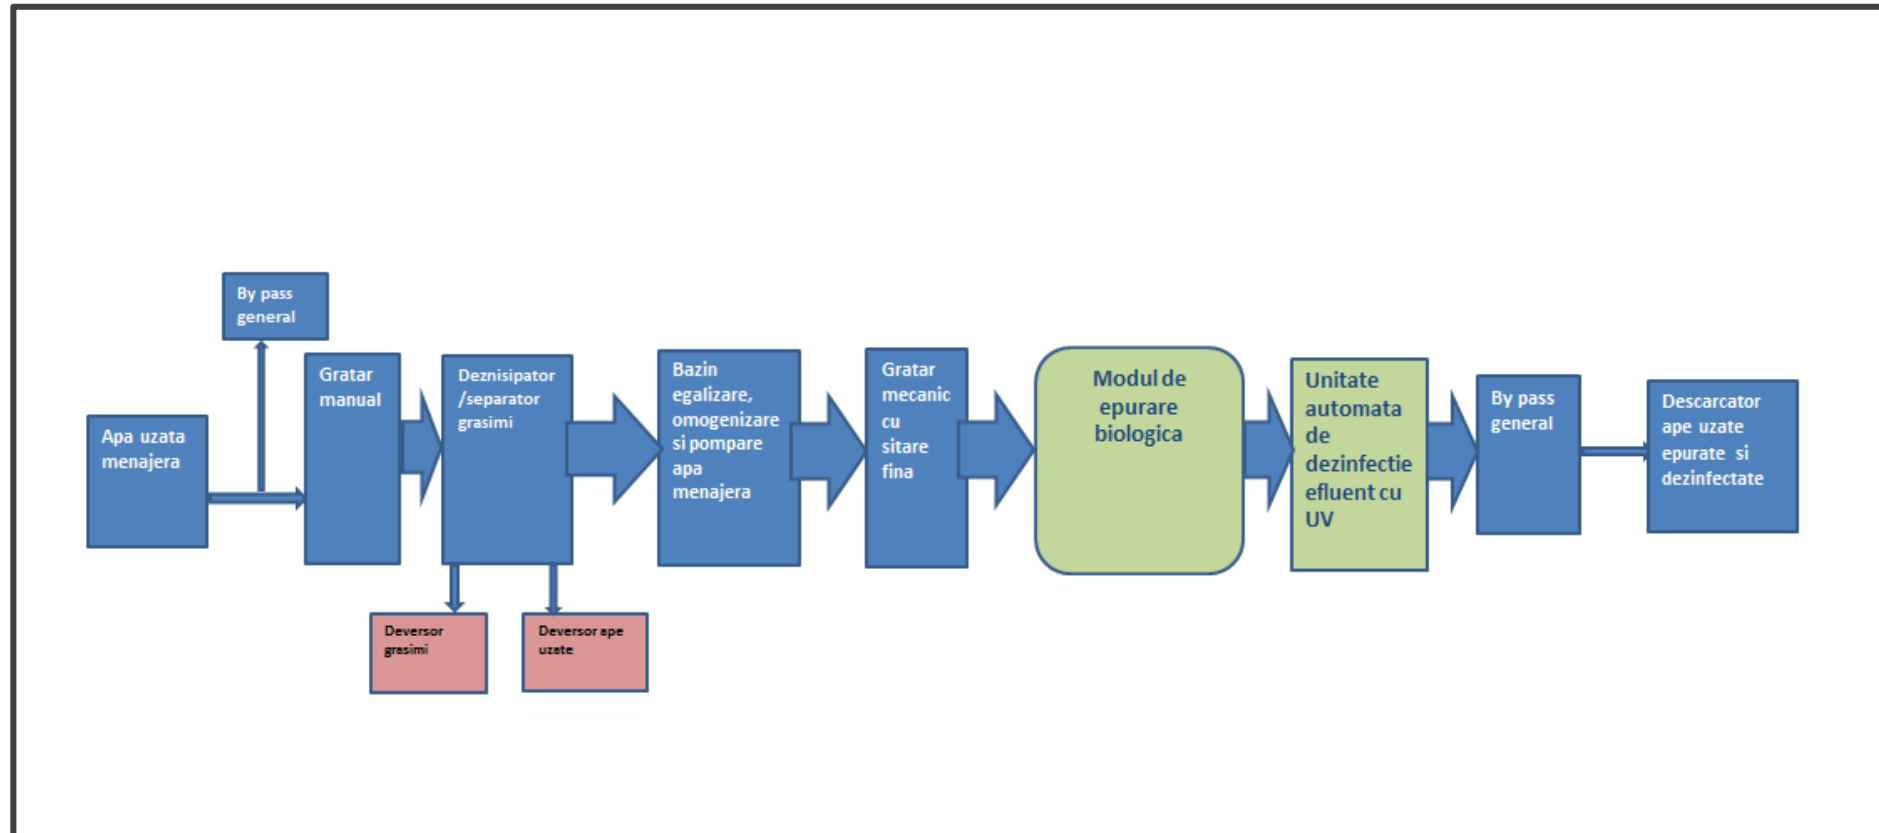 By pass
general
Apa uzata
menajera
Gratar
manual
Deznisipator
/separator
grasimi
Deversor
grasimi
Deversor ape
uzate
Bazin
egalizare,
omogenizare
si pompare
apa
menajera
Gratar
mecanic
cu
sitare
fina
Modul de
epurare
biologica
Unitate
automata
de
dezinfectie
efluent cu
UV
By pass
general
Descarcator
ape uzate
epurate si
dezinfectate